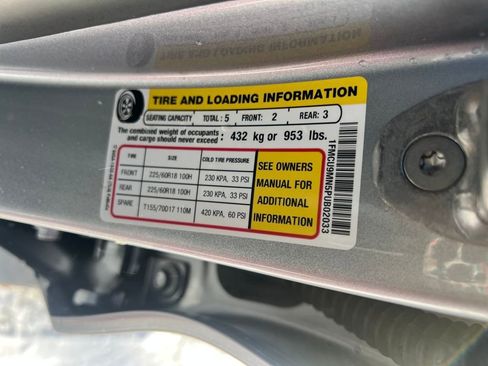 TIRE AND LOADING INFORMATION
SEATING CAPACITY TOTAL: 5 FRONT: 2 REAR: 3
The combined weight of occupants and cargo should never exceed: 432 kg or 953 lbs.
TIRE SIZE COLD TIRE PRESSURE
FRONT 225/60R18 100H 230 KPA, 33 PSI
REAR 225/60R18 100H 230 KPA, 33 PSI
SPARE T155/70D17 110M 420 KPA, 60 PSI
SEE OWNERS
MANUAL FOR
ADDITIONAL
INFORMATION
1FMCU9MN5PUB02033